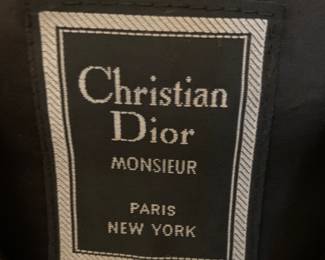 Christian
Dior
MONSIEUR
PARIS
NEW YORK